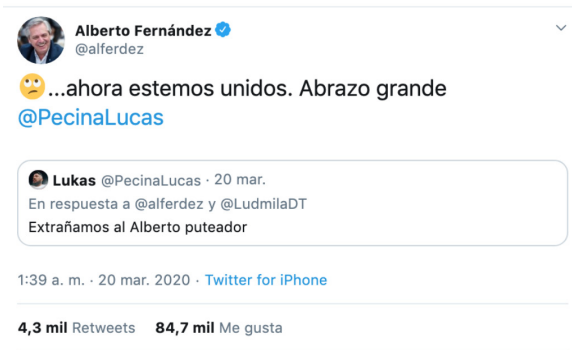 Alberto Fernández
@alferdez
🙄...ahora estemos unidos. Abrazo grande
@PecinaLucas
Lukas @PecinaLucas · 20 mar.
En respuesta a @alferdez y @LudmilaDT
Extrañamos al Alberto puteador
1:39 a. m. · 20 mar. 2020 · Twitter for iPhone
4,3 mil Retweets 84,7 mil Me gusta